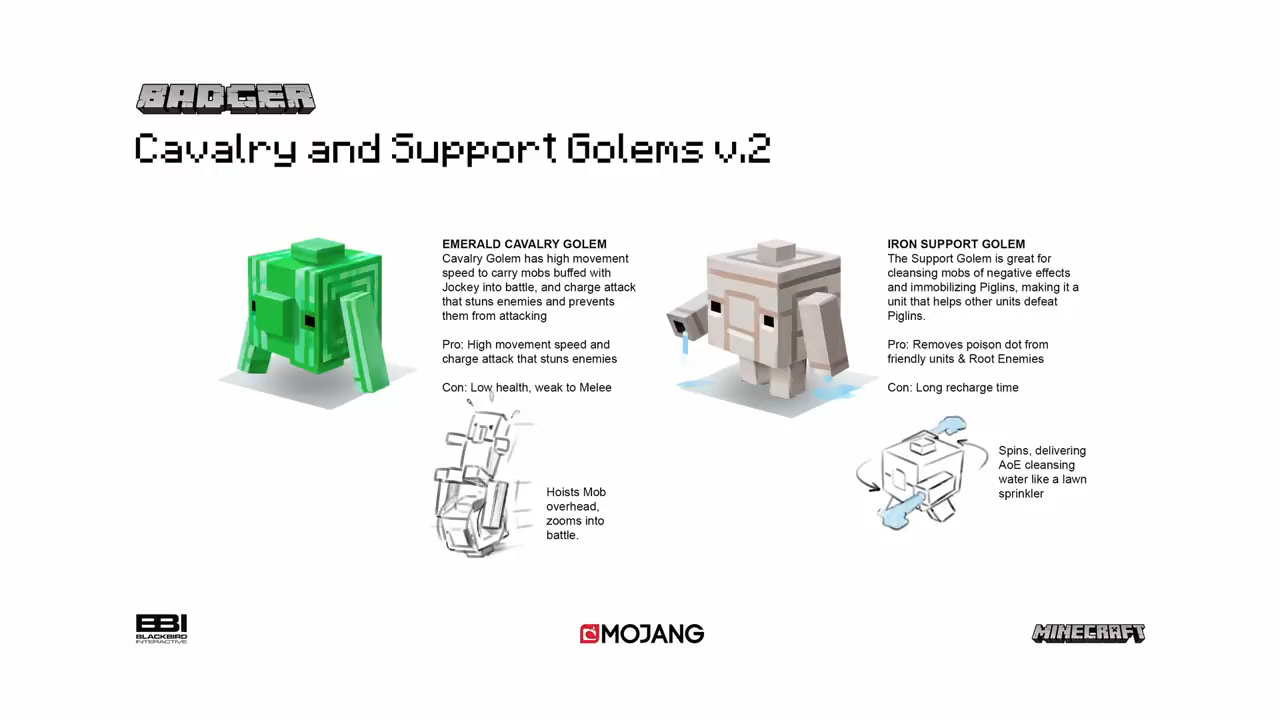 BADGER
Cavalry and Support Golems v.2
EMERALD CAVALRY GOLEM
Cavalry Golem has high movement
speed to carry mobs buffed with
Jockey into battle, and charge attack
that stuns enemies and prevents
them from attacking
Pro: High movement speed and
charge attack that stuns enemies
Con: Low health, weak to Melee
Hoists Mob
overhead,
zooms into
battle.
IRON SUPPORT GOLEM
The Support Golem is great for
cleansing mobs of negative effects
and immobilizing Piglins, making it a
unit that helps other units defeat
Piglins.
Pro: Removes poison dot from
friendly units & Root Enemies
Con: Long recharge time
Spins, delivering
AoE cleansing
water like a lawn
sprinkler
BBI
BLACKBIRD
INTERACTIVE
MOJANG
MINECRAFT